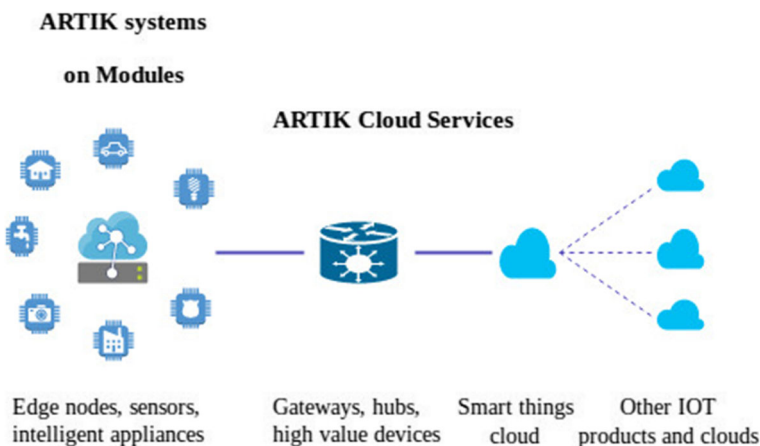 ARTIK systems
on Modules
ARTIK Cloud Services
Edge nodes, sensors,
intelligent appliances
Gateways, hubs,
high value devices
Smart things
cloud
Other IOT
products and clouds